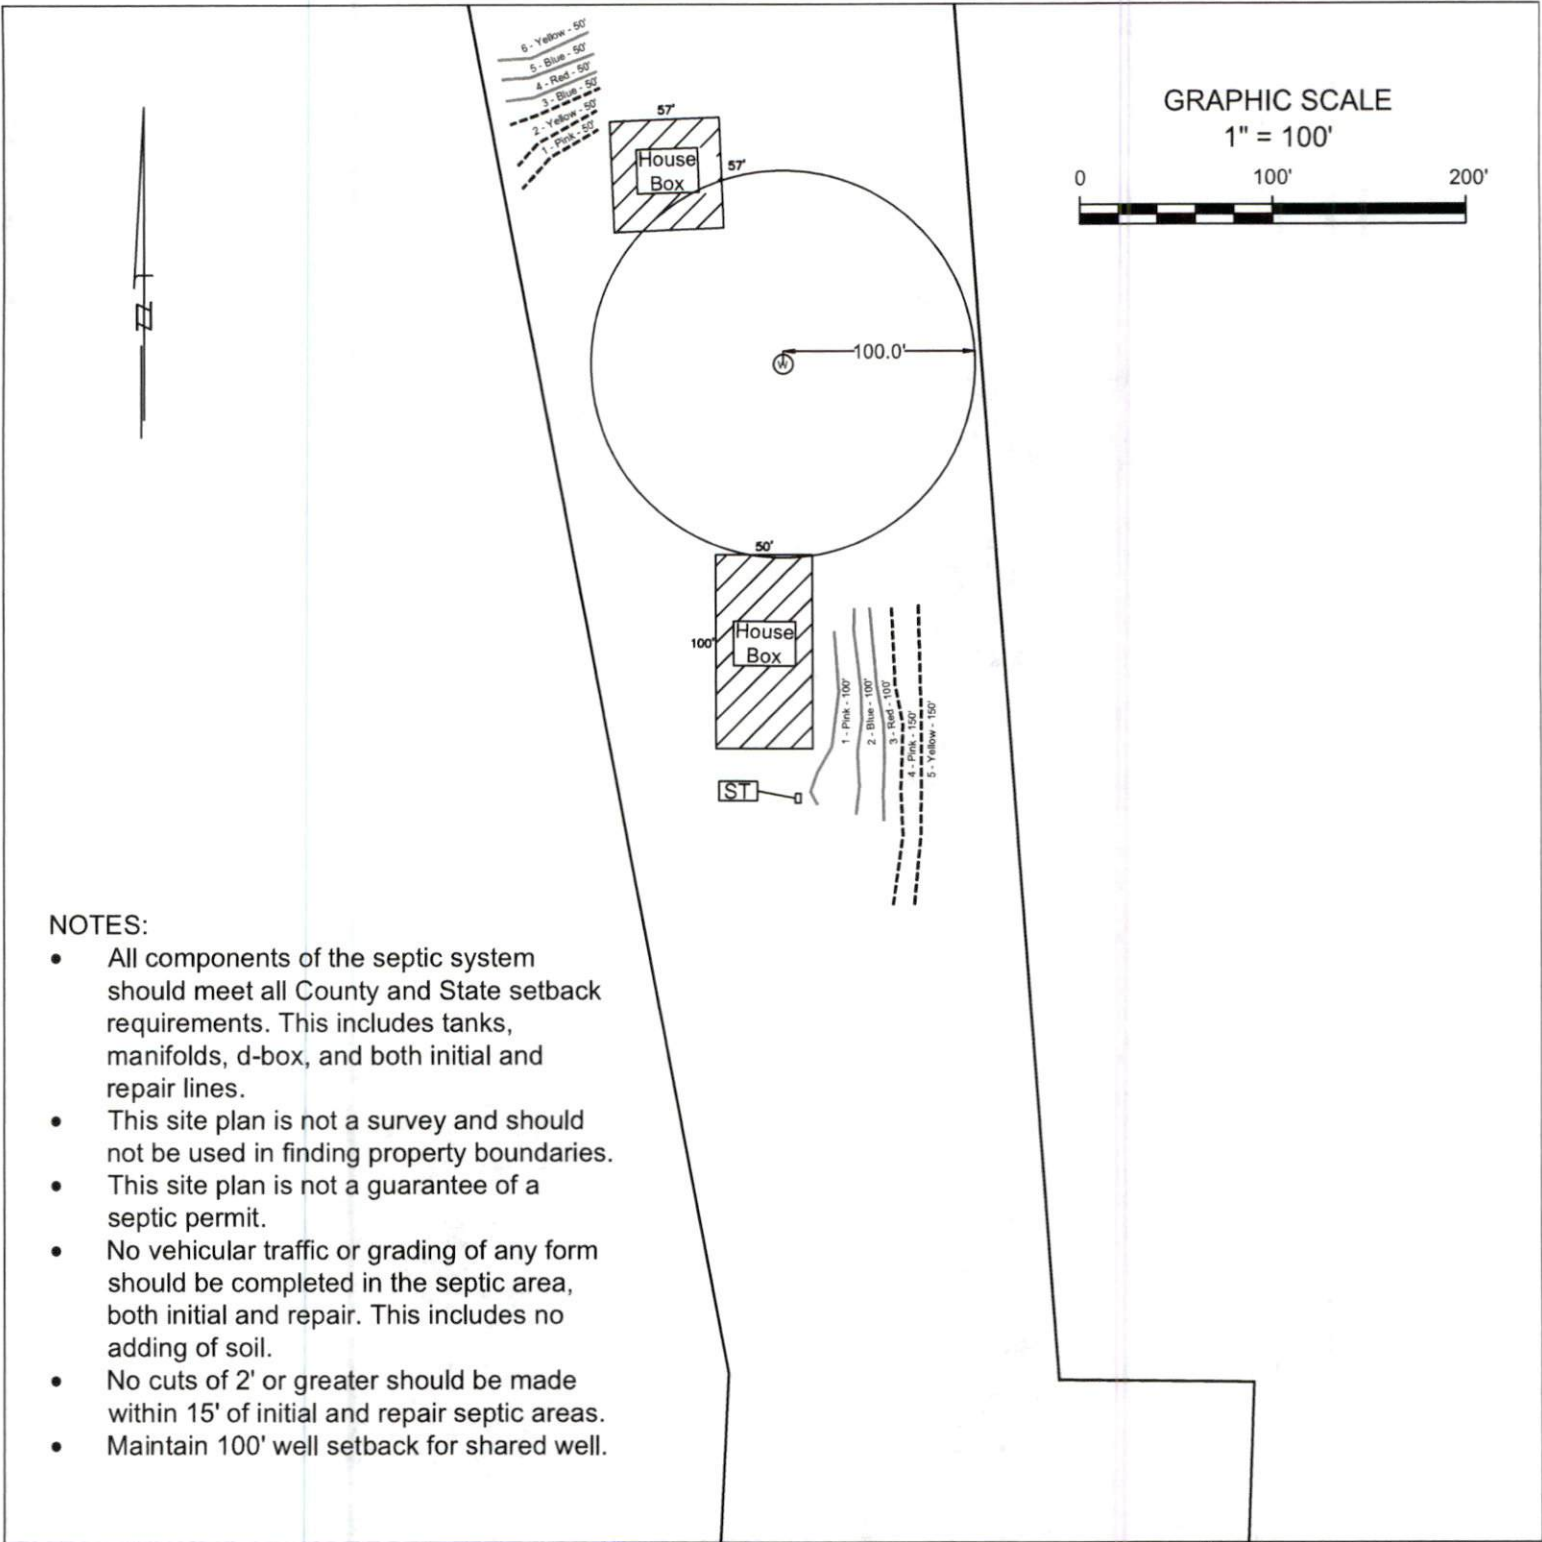 6 - Yellow - 50'
5 - Blue - 50'
4 - Red - 50'
3 - Blue - 50'
2 - Yellow - 50'
1 - Pink - 50'
57'
57'
House
Box
GRAPHIC SCALE
1" = 100'
0 100' 200'
N
W
100.0'
50'
100'
House
Box
1 - Pink - 100'
2 - Blue - 100'
3 - Red - 100'
4 - Pink - 150'
5 - Yellow - 150'
ST
NOTES:
• All components of the septic system
should meet all County and State setback
requirements. This includes tanks,
manifolds, d-box, and both initial and
repair lines.
• This site plan is not a survey and should
not be used in finding property boundaries.
• This site plan is not a guarantee of a
septic permit.
• No vehicular traffic or grading of any form
should be completed in the septic area,
both initial and repair. This includes no
adding of soil.
• No cuts of 2' or greater should be made
within 15' of initial and repair septic areas.
• Maintain 100' well setback for shared well.